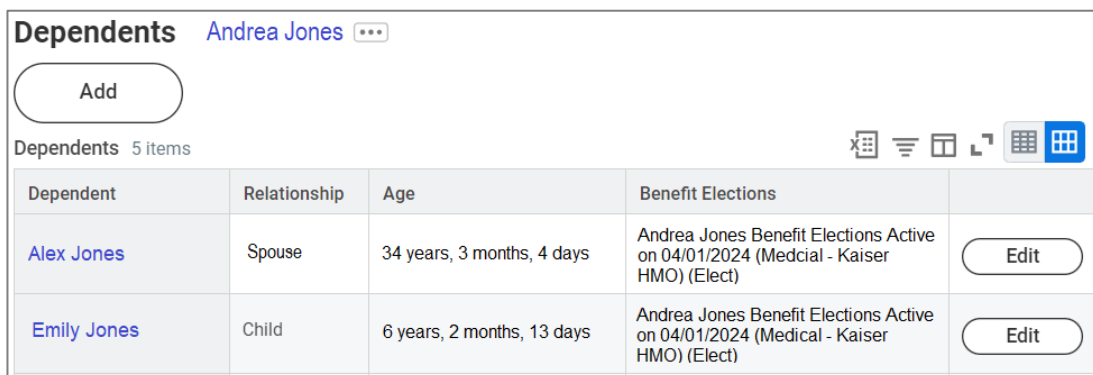 Dependents Andrea Jones
Add
Dependents 5 items
Dependent Relationship Age Benefit Elections
Alex Jones Spouse 34 years, 3 months, 4 days Andrea Jones Benefit Elections Active
on 04/01/2024 (Medcial - Kaiser
HMO) (Elect)
Edit
Emily Jones Child 6 years, 2 months, 13 days Andrea Jones Benefit Elections Active
on 04/01/2024 (Medical - Kaiser
HMO) (Elect)
Edit